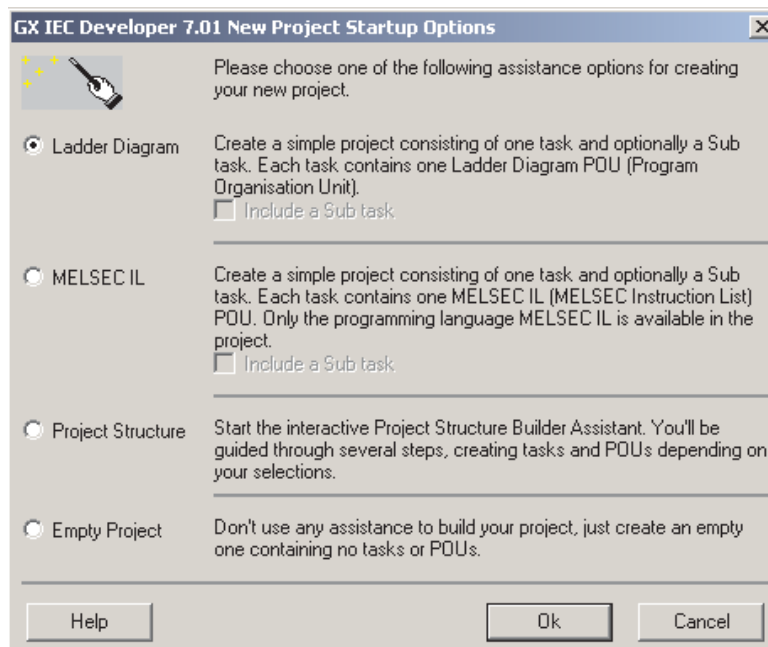 GX IEC Developer 7.01 New Project Startup Options
Please choose one of the following assistance options for creating
your new project.
Ladder Diagram
Create a simple project consisting of one task and optionally a Sub
task. Each task contains one Ladder Diagram POU (Program
Organisation Unit).
Include a Sub task
MELSEC IL
Create a simple project consisting of one task and optionally a Sub
task. Each task contains one MELSEC IL (MELSEC Instruction List)
POU. Only the programming language MELSEC IL is available in the
project.
Include a Sub task
Project Structure
Start the interactive Project Structure Builder Assistant. You'll be
guided through several steps, creating tasks and POUs depending on
your selections.
Empty Project
Don't use any assistance to build your project, just create an empty
one containing no tasks or POUs.
Help
Ok
Cancel